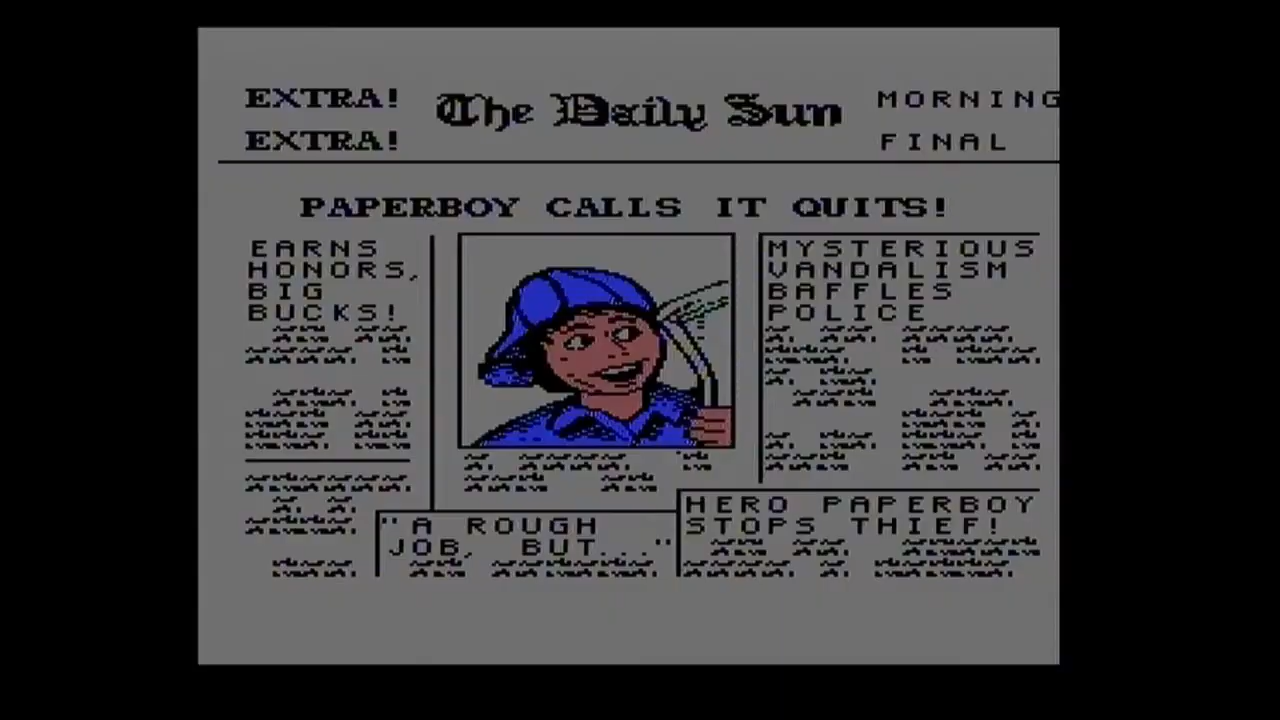 EXTRA!
EXTRA!
The Daily Sun
MORNING
FINAL
PAPERBOY CALLS IT QUITS!
EARNS
HONORS,
BIG
BUCKS!
MYSTERIOUS
VANDALISM
BAFFLES
POLICE
"A ROUGH
JOB, BUT..."
HERO PAPERBOY
STOPS THIEF!